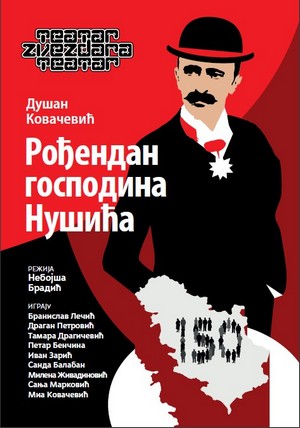 teatar
zvezdara
teatar
Душан
Ковачевић
Рођендан
господина
Нушића
РЕЖИЈА
Небојша
Брадић
ИГРАЈУ
Бранислав Лечић
Драган Петровић
Тамара Драгичевић
Петар Бенчина
Иван Зарић
Санда Балабан
Милена Живадиновић
Сања Марковић
Миа Ковачевић
150